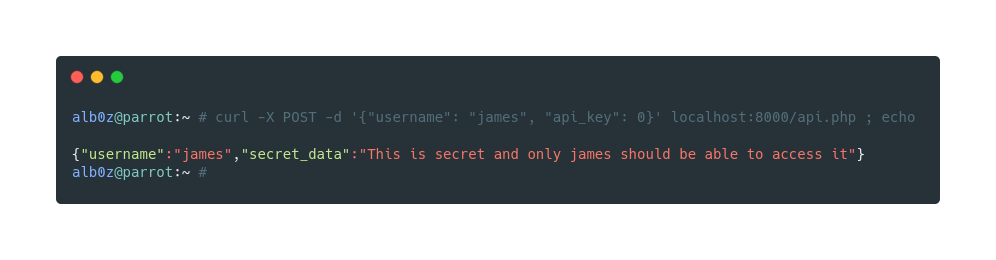 alb0z@parrot:~ # curl -X POST -d '{"username": "james", "api_key": 0}' localhost:8000/api.php ; echo
{"username":"james","secret_data":"This is secret and only james should be able to access it"}
alb0z@parrot:~ #